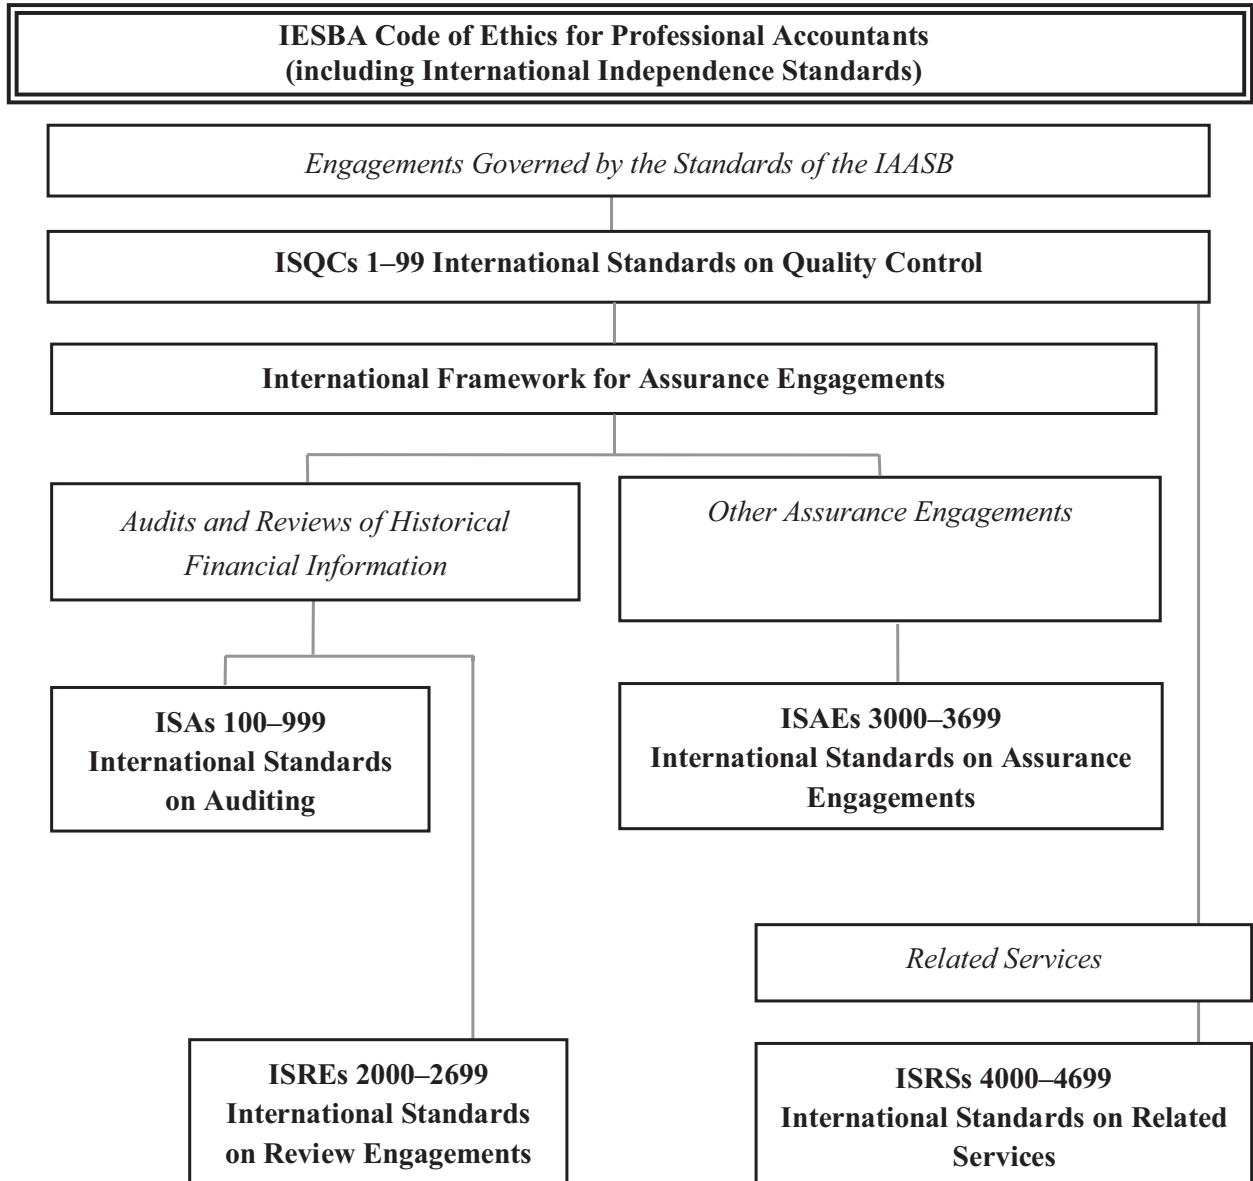 IESBA Code of Ethics for Professional Accountants
(including International Independence Standards)
Engagements Governed by the Standards of the IAASB
ISQCs 1–99 International Standards on Quality Control
International Framework for Assurance Engagements
Audits and Reviews of Historical
Financial Information
Other Assurance Engagements
ISAs 100–999
International Standards
on Auditing
ISAEs 3000–3699
International Standards on Assurance
Engagements
Related Services
ISREs 2000–2699
International Standards
on Review Engagements
ISRSs 4000–4699
International Standards on Related
Services